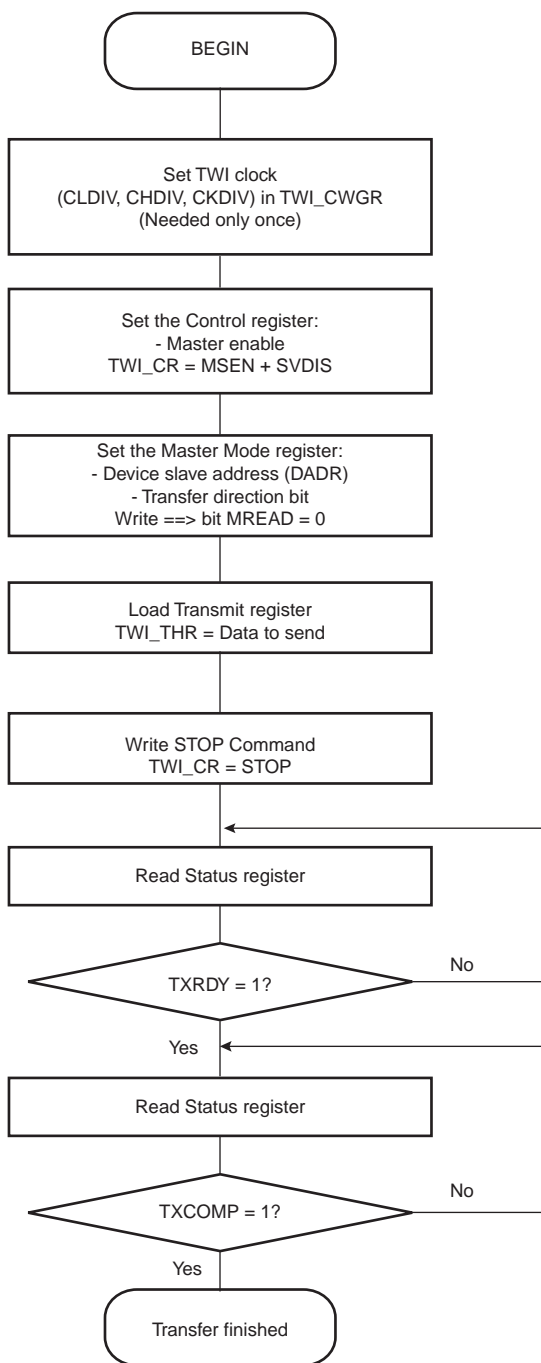 BEGIN
Set TWI clock
(CLDIV, CHDIV, CKDIV) in TWI_CWGR
(Needed only once)
Set the Control register:
- Master enable
TWI_CR = MSEN + SVDIS
Set the Master Mode register:
- Device slave address (DADR)
- Transfer direction bit
Write ==> bit MREAD = 0
Load Transmit register
TWI_THR = Data to send
Write STOP Command
TWI_CR = STOP
Read Status register
No
TXRDY = 1?
Yes
Read Status register
No
TXCOMP = 1?
Yes
Transfer finished